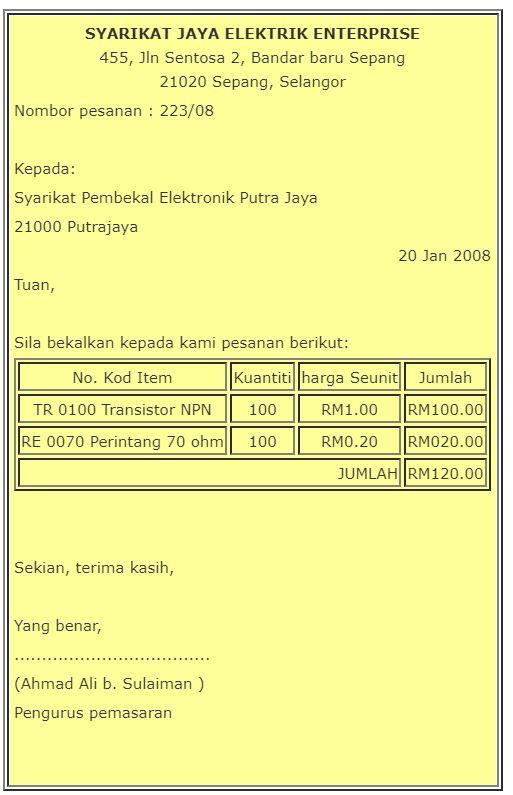 SYARIKAT JAYA ELEKTRIK ENTERPRISE
455, Jln Sentosa 2, Bandar baru Sepang
21020 Sepang, Selangor
Nombor pesanan : 223/08
Kepada:
Syarikat Pembekal Elektronik Putra Jaya
21000 Putrajaya
20 Jan 2008
Tuan,
Sila bekalkan kepada kami pesanan berikut:
No. Kod Item Kuantiti harga Seunit Jumlah
TR 0100 Transistor NPN 100 RM1.00 RM100.00
RE 0070 Perintang 70 ohm 100 RM0.20 RM020.00
JUMLAH RM120.00
Sekian, terima kasih,
Yang benar,
....................................
(Ahmad Ali b. Sulaiman )
Pengurus pemasaran